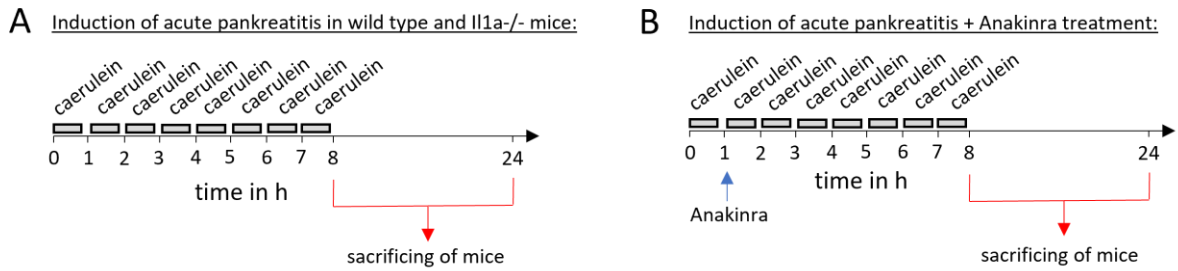 A Induction of acute pankreatitis in wild type and Il1a-/- mice:
caerulein caerulein caerulein caerulein caerulein caerulein caerulein caerulein
0 1 2 3 4 5 6 7 8 24
time in h
sacrificing of mice
B Induction of acute pankreatitis + Anakinra treatment:
caerulein caerulein caerulein caerulein caerulein caerulein caerulein caerulein
0 1 2 3 4 5 6 7 8 24
time in h
Anakinra
sacrificing of mice